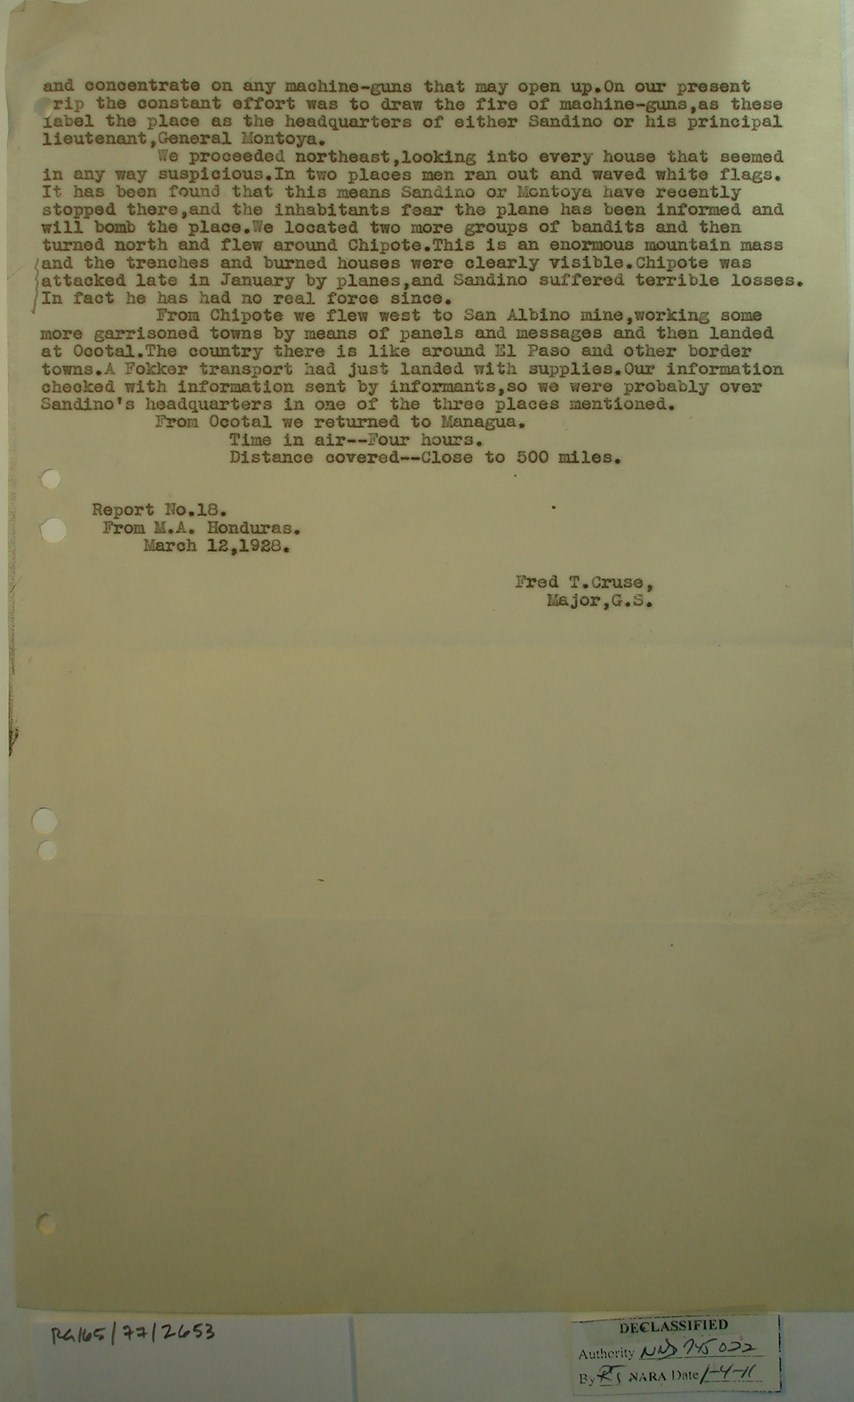 and concentrate on any machine-guns that may open up.On our present
rip the constant effort was to draw the fire of machine-guns,as these
label the place as the headquarters of either Sandino or his principal
lieutenant,General Montoya.
We proceeded northeast,looking into every house that seemed
in any way suspicious.In two places men ran out and waved white flags.
It has been found that this means Sandino or Montoya have recently
stopped there,and the inhabitants fear the plane has been informed and
will bomb the place.We located two more groups of bandits and then
turned north and flew around Chipote.This is an enormous mountain mass
and the trenches and burned houses were clearly visible.Chipote was
attacked late in January by planes,and Sandino suffered terrible losses.
In fact he has had no real force since.
From Chipote we flew west to San Albino mine,working some
more garrisoned towns by means of panels and messages and then landed
at Ocotal.The country there is like around El Paso and other border
towns.A Fokker transport had just landed with supplies.Our information
checked with information sent by informants,so we were probably over
Sandino's headquarters in one of the three places mentioned.
From Ocotal we returned to Managua.
Time in air--Four hours.
Distance covered--Close to 500 miles.
Report No.18.
From M.A. Honduras.
March 12,1928.
Fred T.Cruse,
Major,G.S.
RG165/77/2653
DECLASSIFIED
Authority NND 745022
By RJ NARA Date 1-4-11